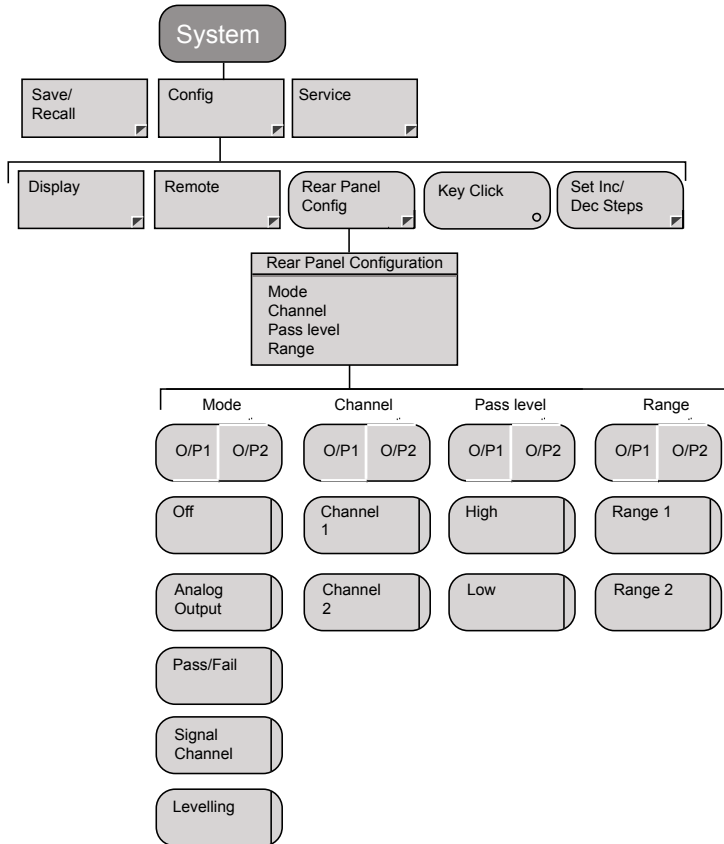 System
Save/
Recall
Config
Service
Display
Remote
Rear Panel
Config
Key Click
Set Inc/
Dec Steps
Rear Panel Configuration
Mode
Channel
Pass level
Range
Mode
Channel
Pass level
Range
O/P1 O/P2
O/P1 O/P2
O/P1 O/P2
O/P1 O/P2
Off
Channel
1
High
Range 1
Analog
Output
Channel
2
Low
Range 2
Pass/Fail
Signal
Channel
Levelling